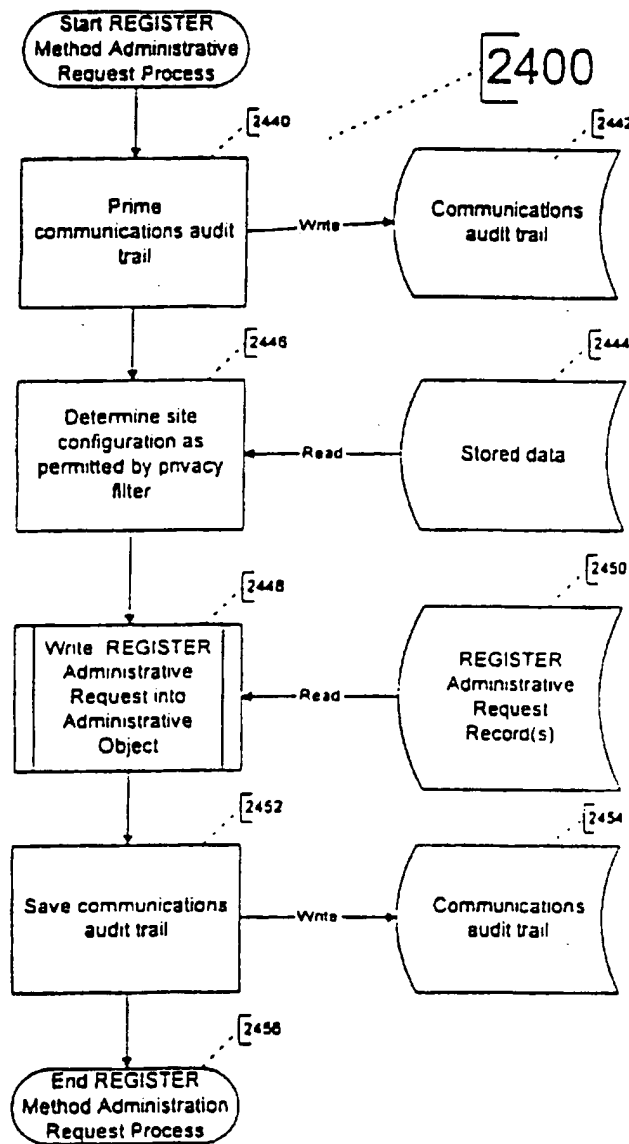 Start REGISTER
Method Administrative
Request Process
2400
2440
2442
Prime
communications audit
trail
Write
Communications
audit trail
2446
2444
Determine site
configuration as
permitted by privacy
filter
Read
Stored data
2448
2450
Write REGISTER
Administrative
Request into
Administrative
Object
Read
REGISTER
Administrative
Request
Record(s)
2452
2454
Save communications
audit trail
Write
Communications
audit trail
2456
End REGISTER
Method Administration
Request Process